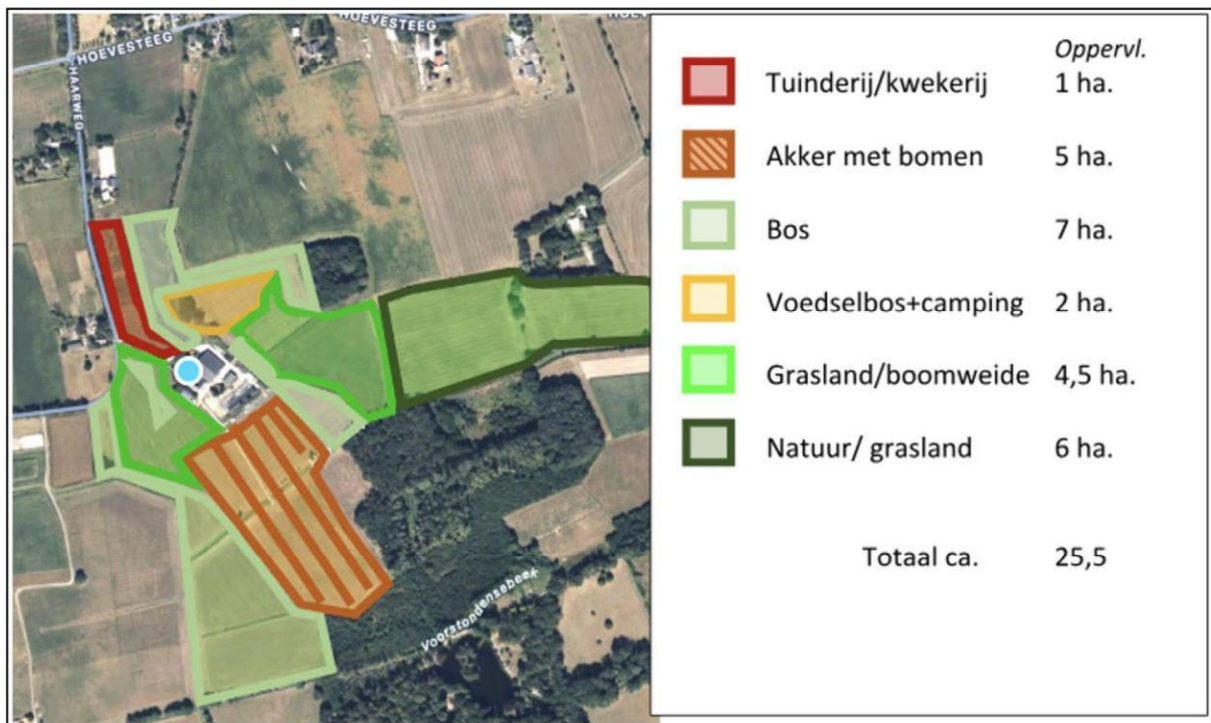 HOEVESTEEG
HOEVESTEEG
HAARWEG
Voorstondensebeek
Oppervl.
Tuinderij/kwekerij 1 ha.
Akker met bomen 5 ha.
Bos 7 ha.
Voedselbos+camping 2 ha.
Grasland/boomweide 4,5 ha.
Natuur/ grasland 6 ha.
Totaal ca. 25,5